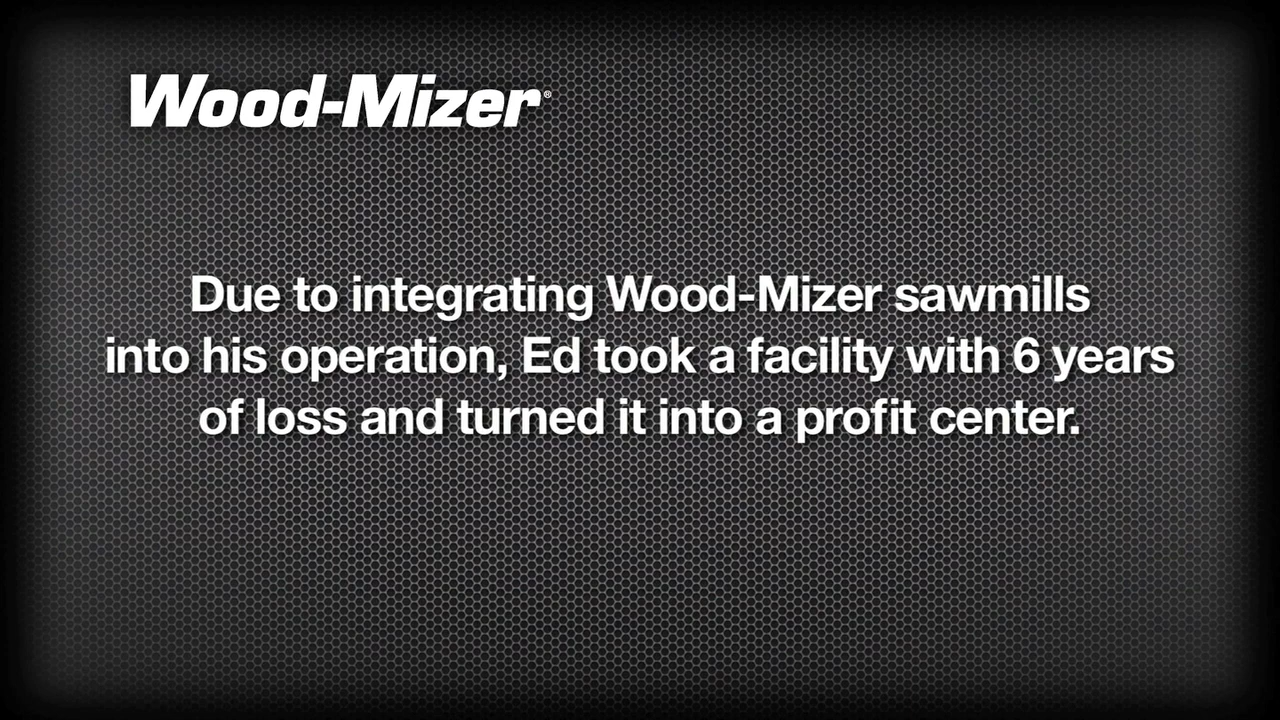 Wood-Mizer®
Due to integrating Wood-Mizer sawmills
into his operation, Ed took a facility with 6 years
of loss and turned it into a profit center.